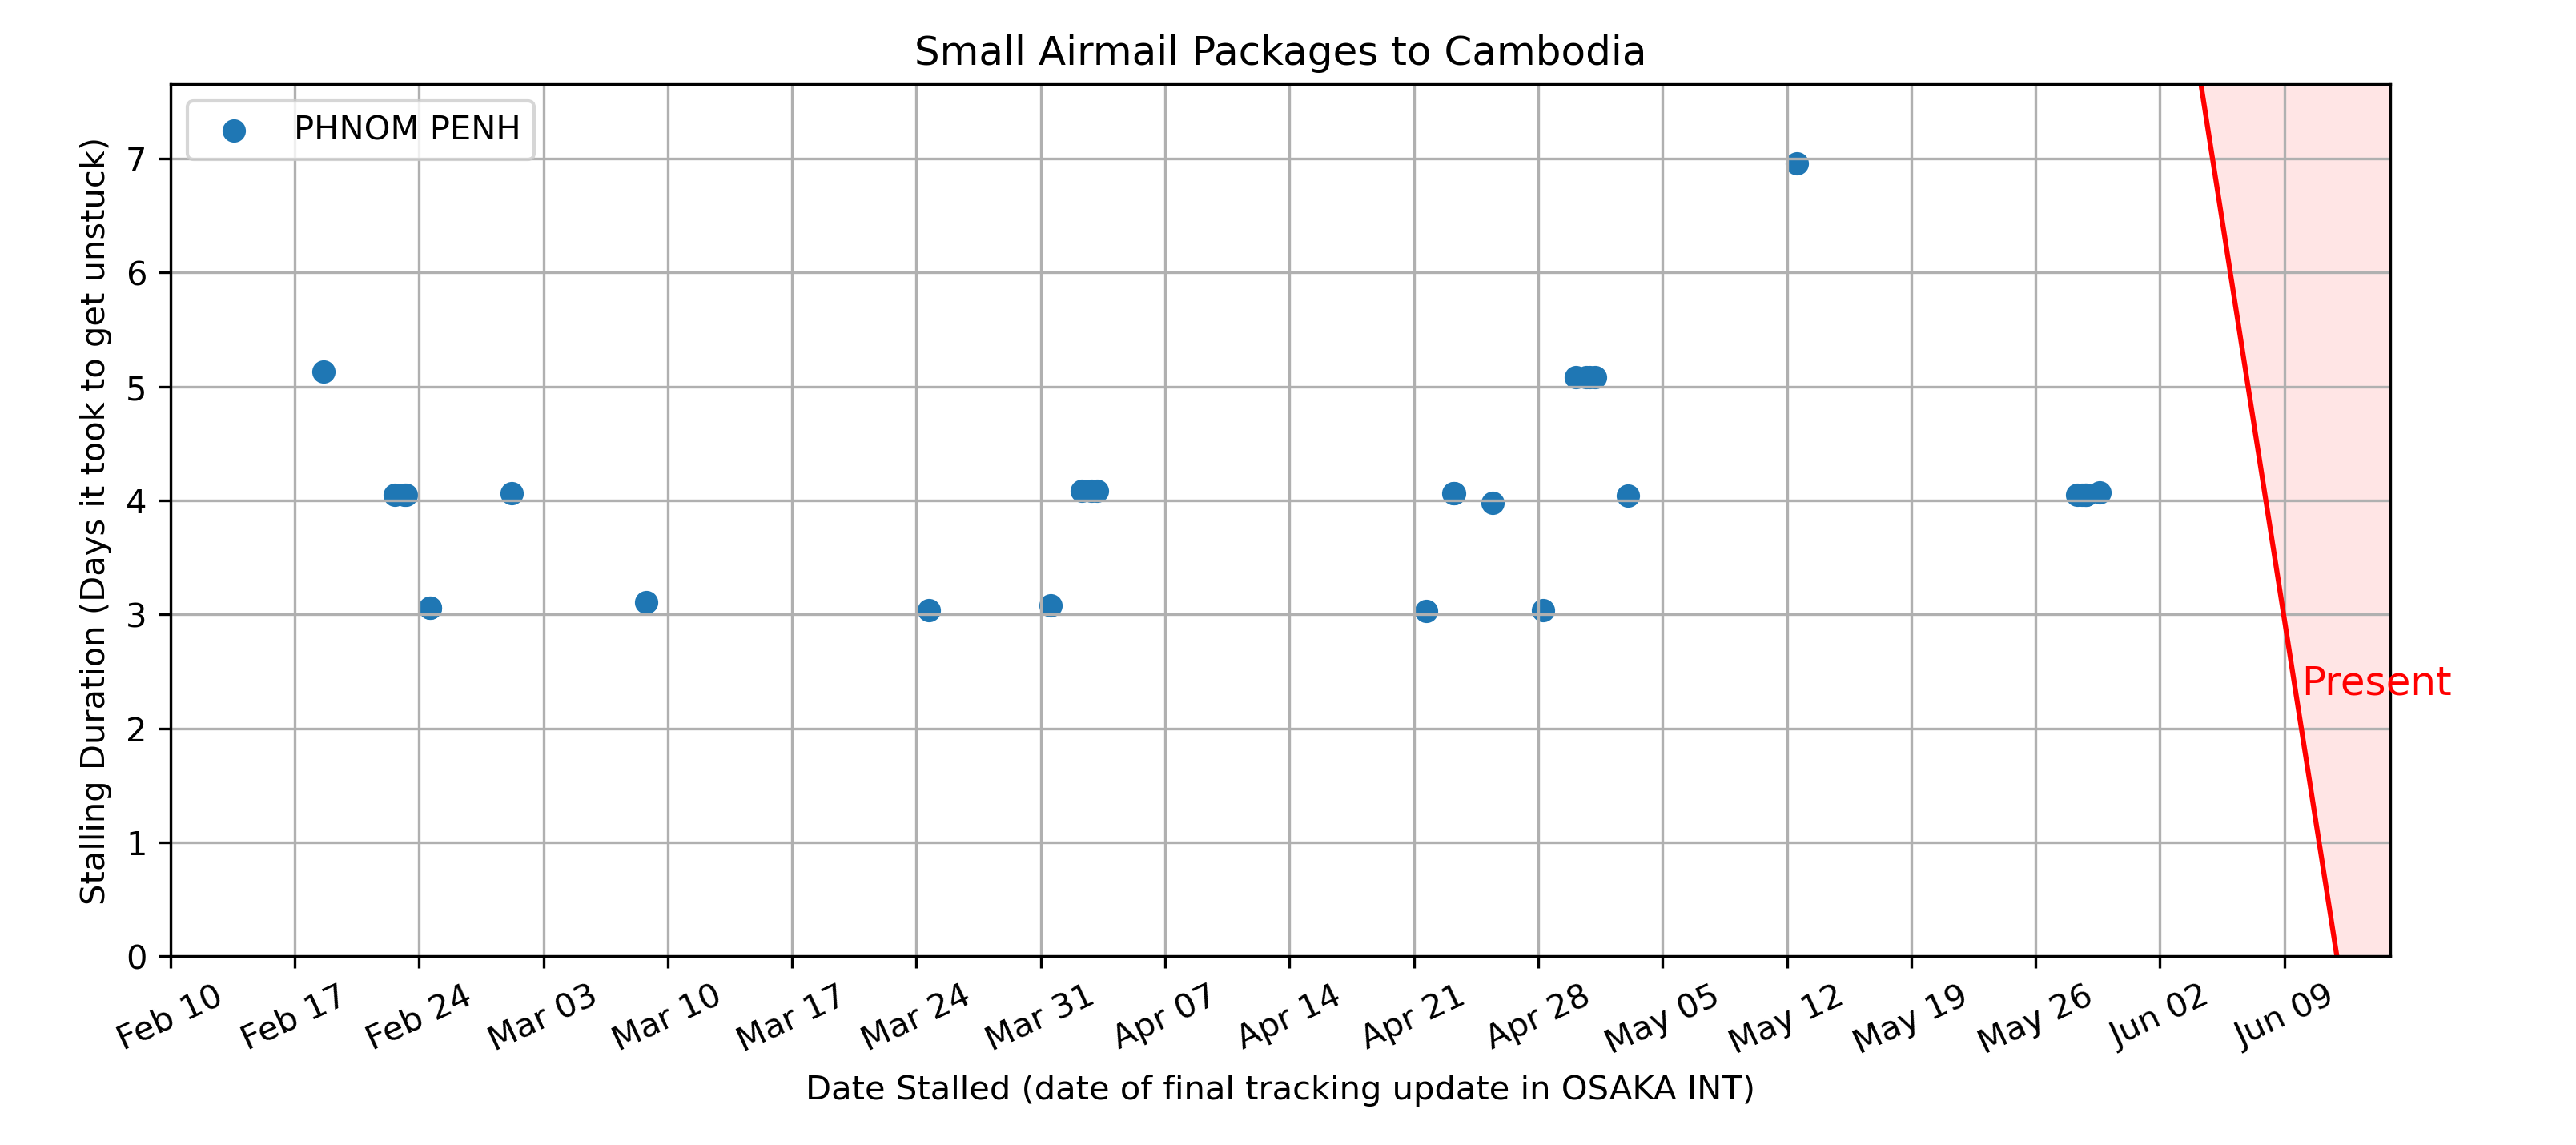 Small Airmail Packages to Cambodia
PHNOM PENH
Stalling Duration (Days it took to get unstuck)
7
6
5
4
3
2
1
0
Present
Feb 10
Feb 17
Feb 24
Mar 03
Mar 10
Mar 17
Mar 24
Mar 31
Apr 07
Apr 14
Apr 21
Apr 28
May 05
May 12
May 19
May 26
Jun 02
Jun 09
Date Stalled (date of final tracking update in OSAKA INT)